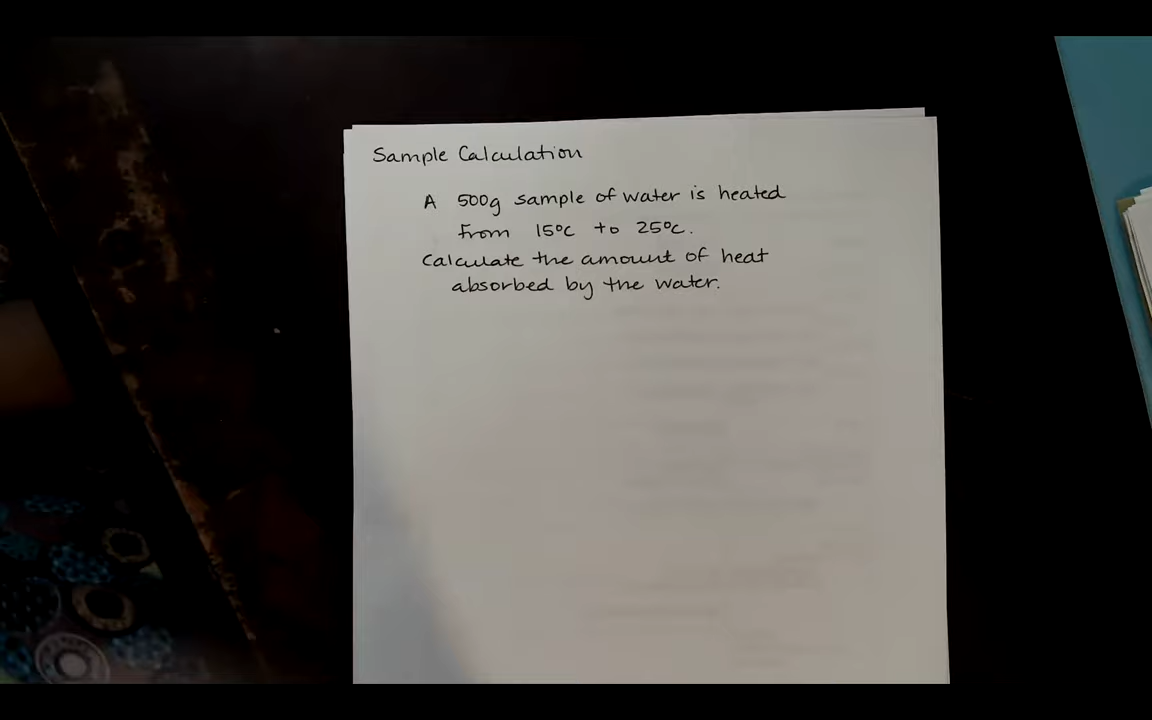 Sample Calculation
A 500g sample of water is heated
from 15°C to 25°C.
Calculate the amount of heat
absorbed by the water.